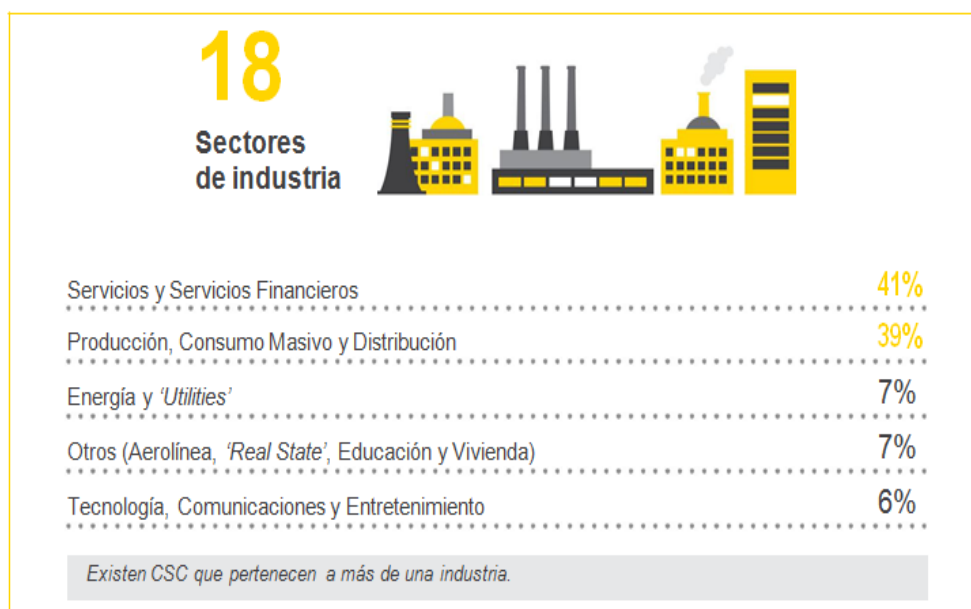 18
Sectores
de industria
Servicios y Servicios Financieros 41%
Producción, Consumo Masivo y Distribución 39%
Energía y ‘Utilities’ 7%
Otros (Aerolínea, ‘Real State’, Educación y Vivienda) 7%
Tecnología, Comunicaciones y Entretenimiento 6%
Existen CSC que pertenecen a más de una industria.